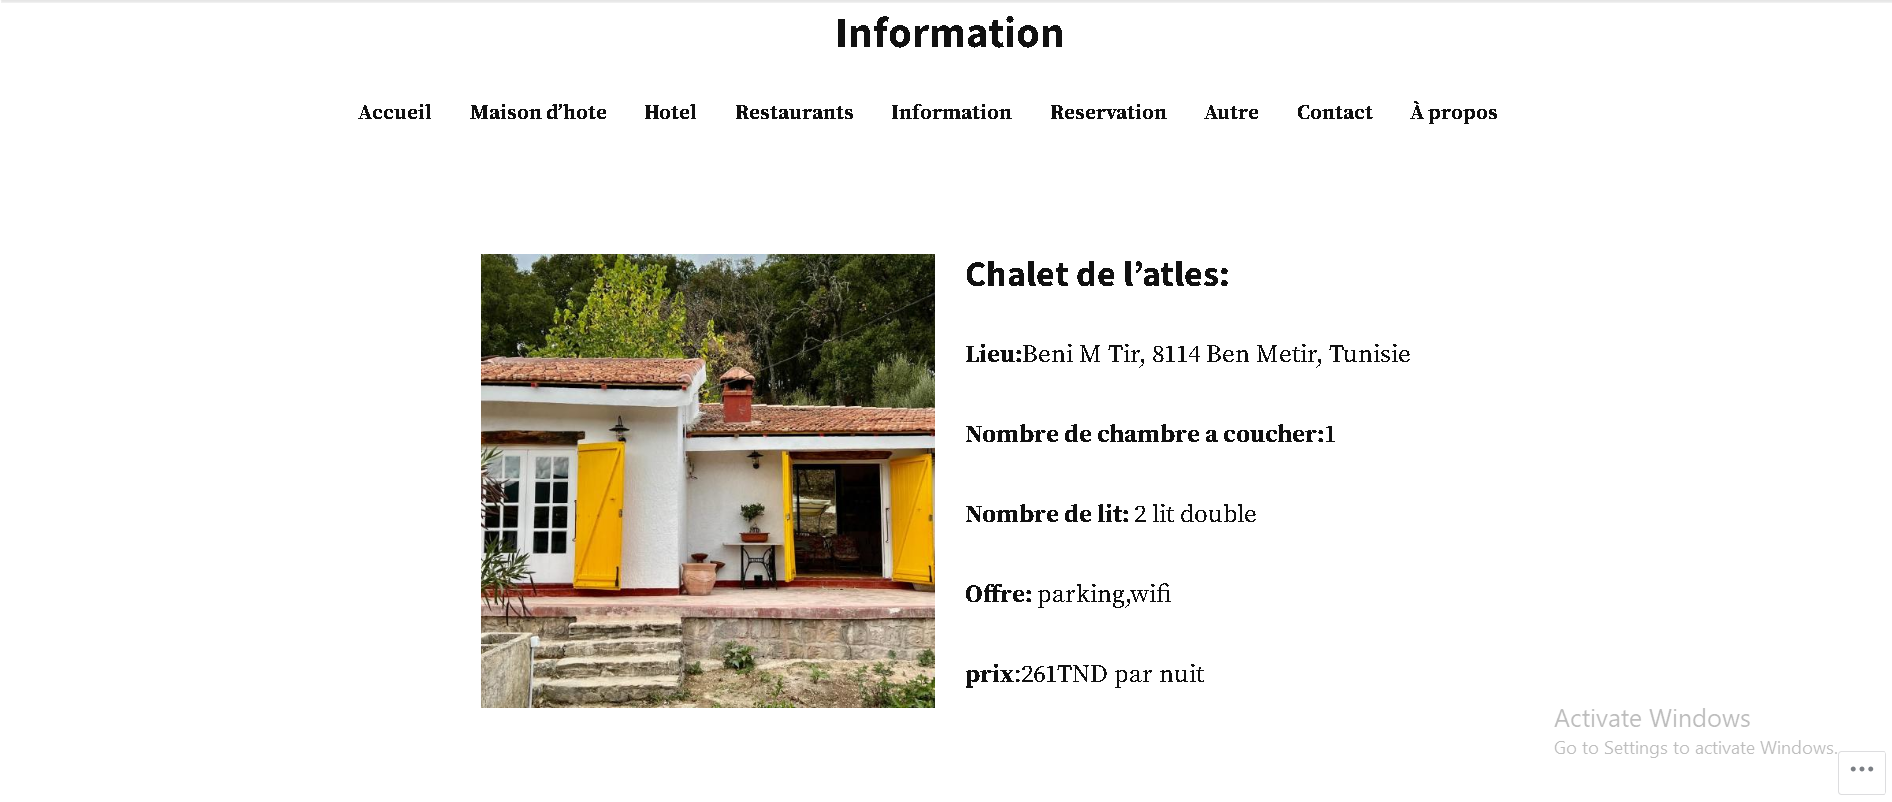 Information
Accueil Maison d’hote Hotel Restaurants Information Reservation Autre Contact À propos
Chalet de l’atles:
Lieu:Beni M Tir, 8114 Ben Metir, Tunisie
Nombre de chambre a coucher:1
Nombre de lit: 2 lit double
Offre: parking,wifi
prix:261TND par nuit
Activate Windows
Go to Settings to activate Windows.